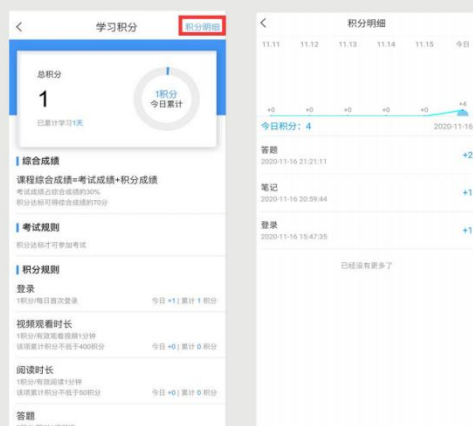 学习积分
积分明细
总积分
1
已累计学习1天
1积分
今日累计
综合成绩
课程综合成绩=考试成绩+积分成绩
考试成绩占综合成绩的30%
积分达标可得综合成绩的70分
考试规则
积分达标才可参加考试
积分规则
登录
1积分/每日首次登录
今日 +1 | 累计 1 积分
视频观看时长
1积分/有效观看视频1分钟
该项累计积分不低于400积分
今日 +0 | 累计 0 积分
阅读时长
1积分/有效阅读1分钟
该项累计积分不低于50积分
今日 +0 | 累计 0 积分
答题
积分明细
11.11 11.12 11.13 11.14 11.15 今日
+0 +0 +0 +0 +0 +4
今日积分：4
2020-11-16
答题
2020-11-16 21:21:11
+2
笔记
2020-11-16 20:59:44
+1
登录
2020-11-16 15:47:35
+1
已经没有更多了